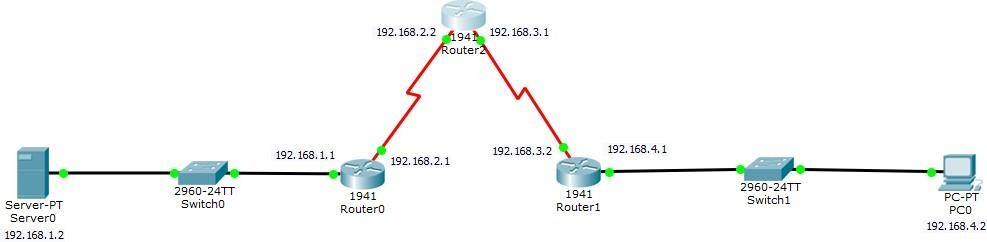 192.168.2.2
192.168.3.1
1941
Router2
192.168.1.1
192.168.2.1
192.168.3.2
192.168.4.1
Server-PT
Server0
192.168.1.2
2960-24TT
Switch0
1941
Router0
1941
Router1
2960-24TT
Switch1
PC-PT
PC0
192.168.4.2